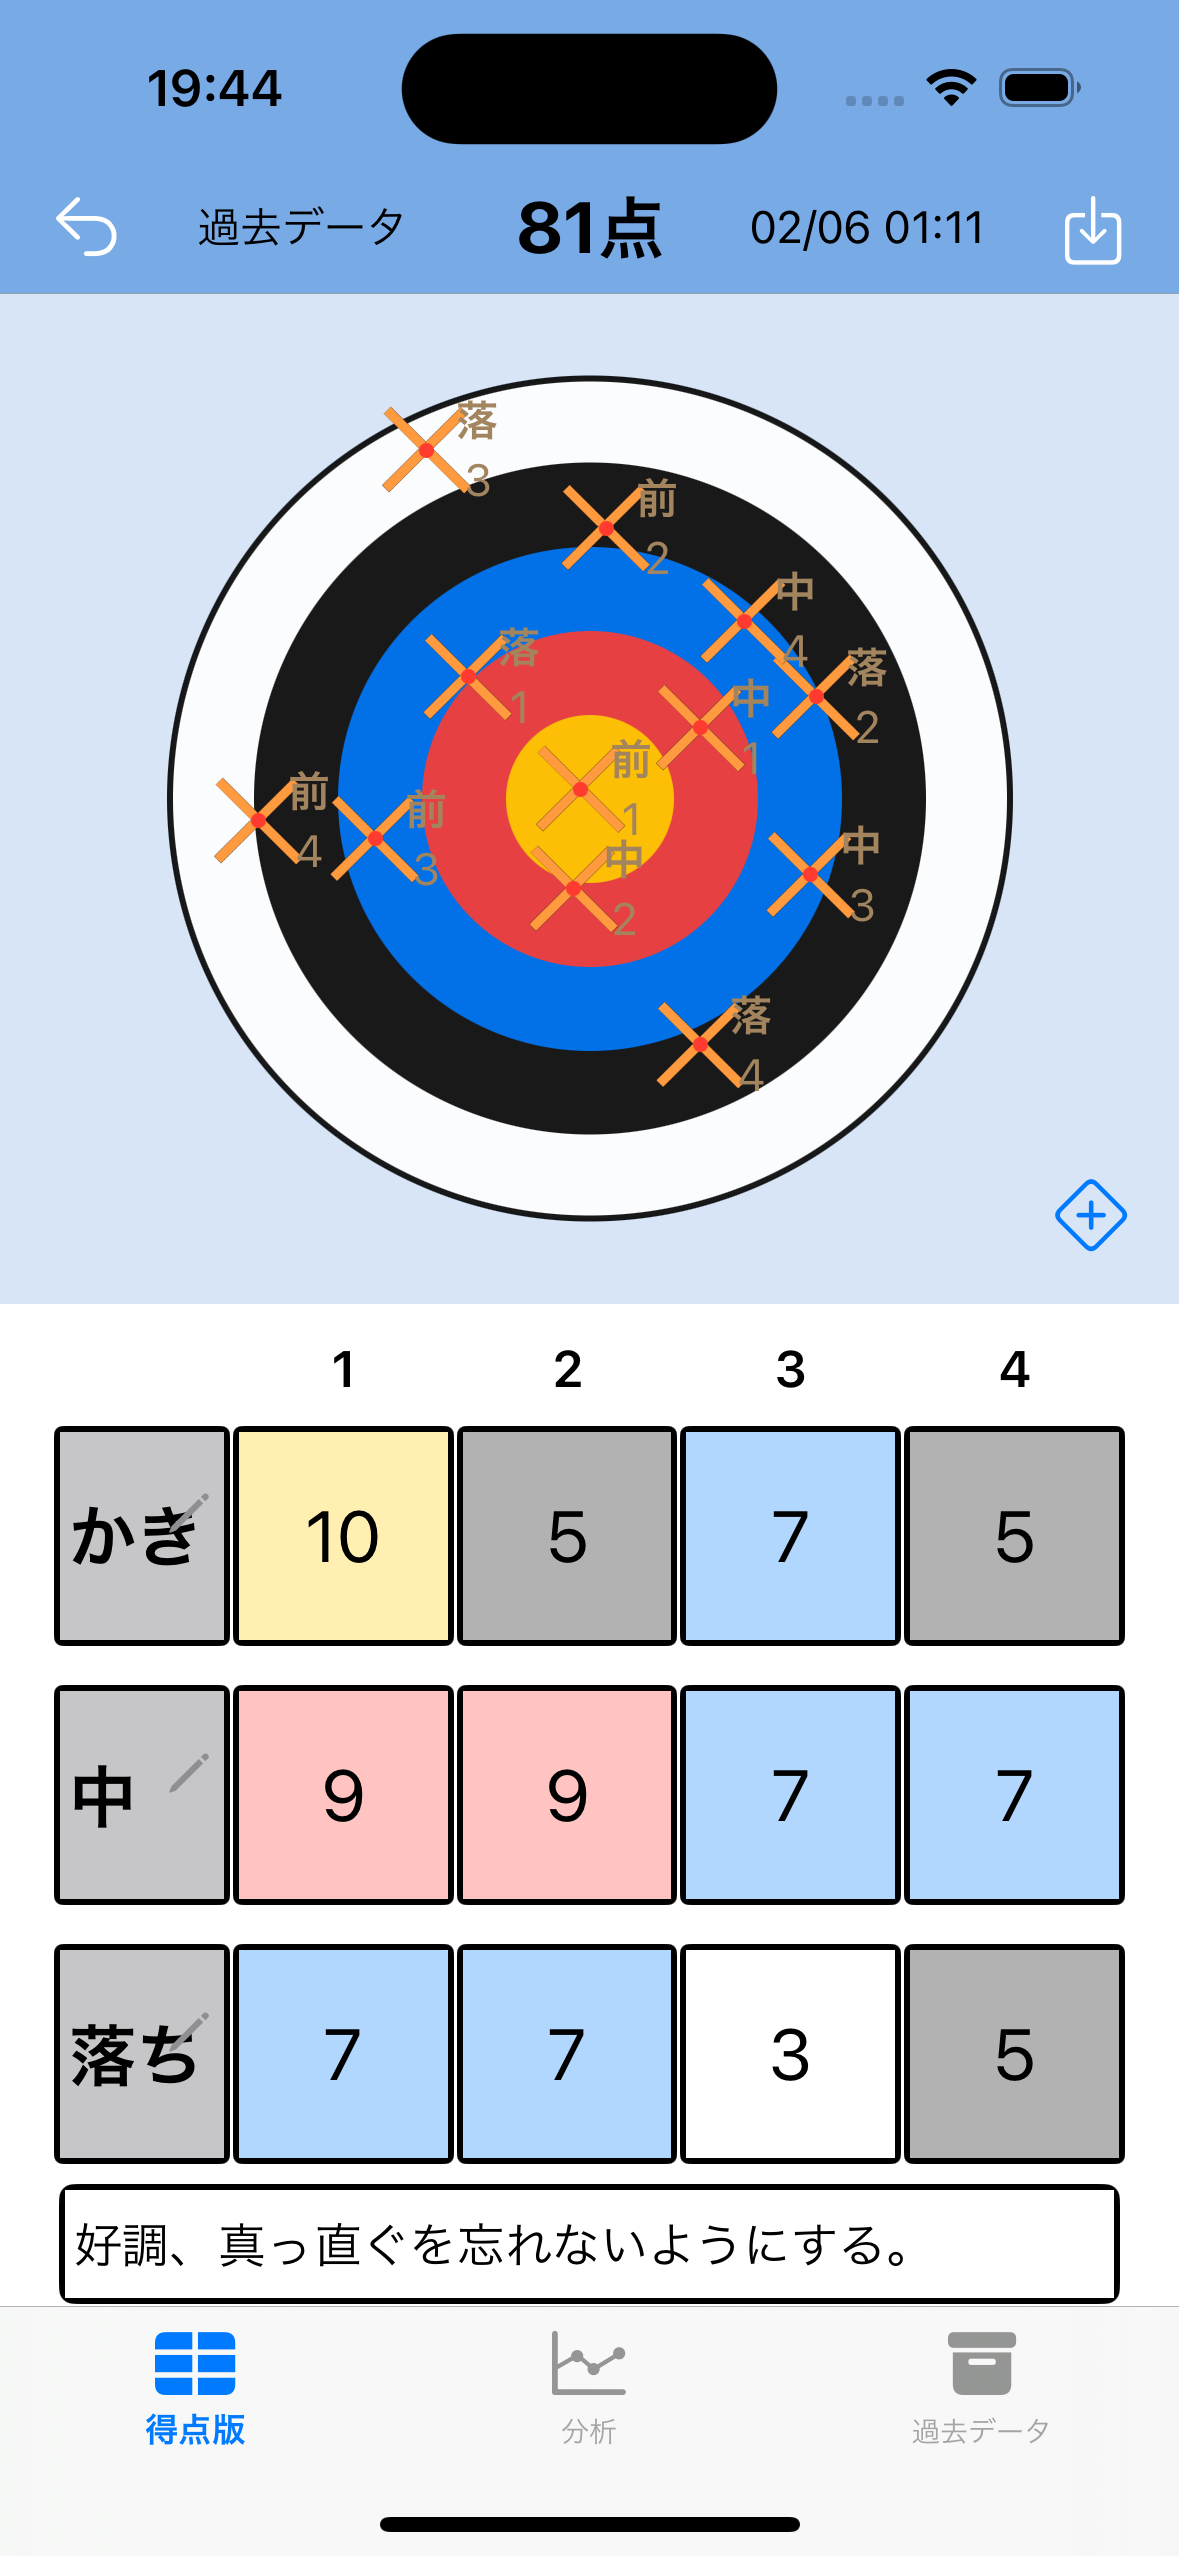 19:44
過去データ 81点 02/06 01:11
落
3
前
2
中
4
落
2
落
1
中
1
前
1
前
4
前
3
中
2
中
3
落
4
1 2 3 4
かき 10 5 7 5
中 9 9 7 7
落ち 7 7 3 5
好調、真っ直ぐを忘れないようにする。
得点版 分析 過去データ